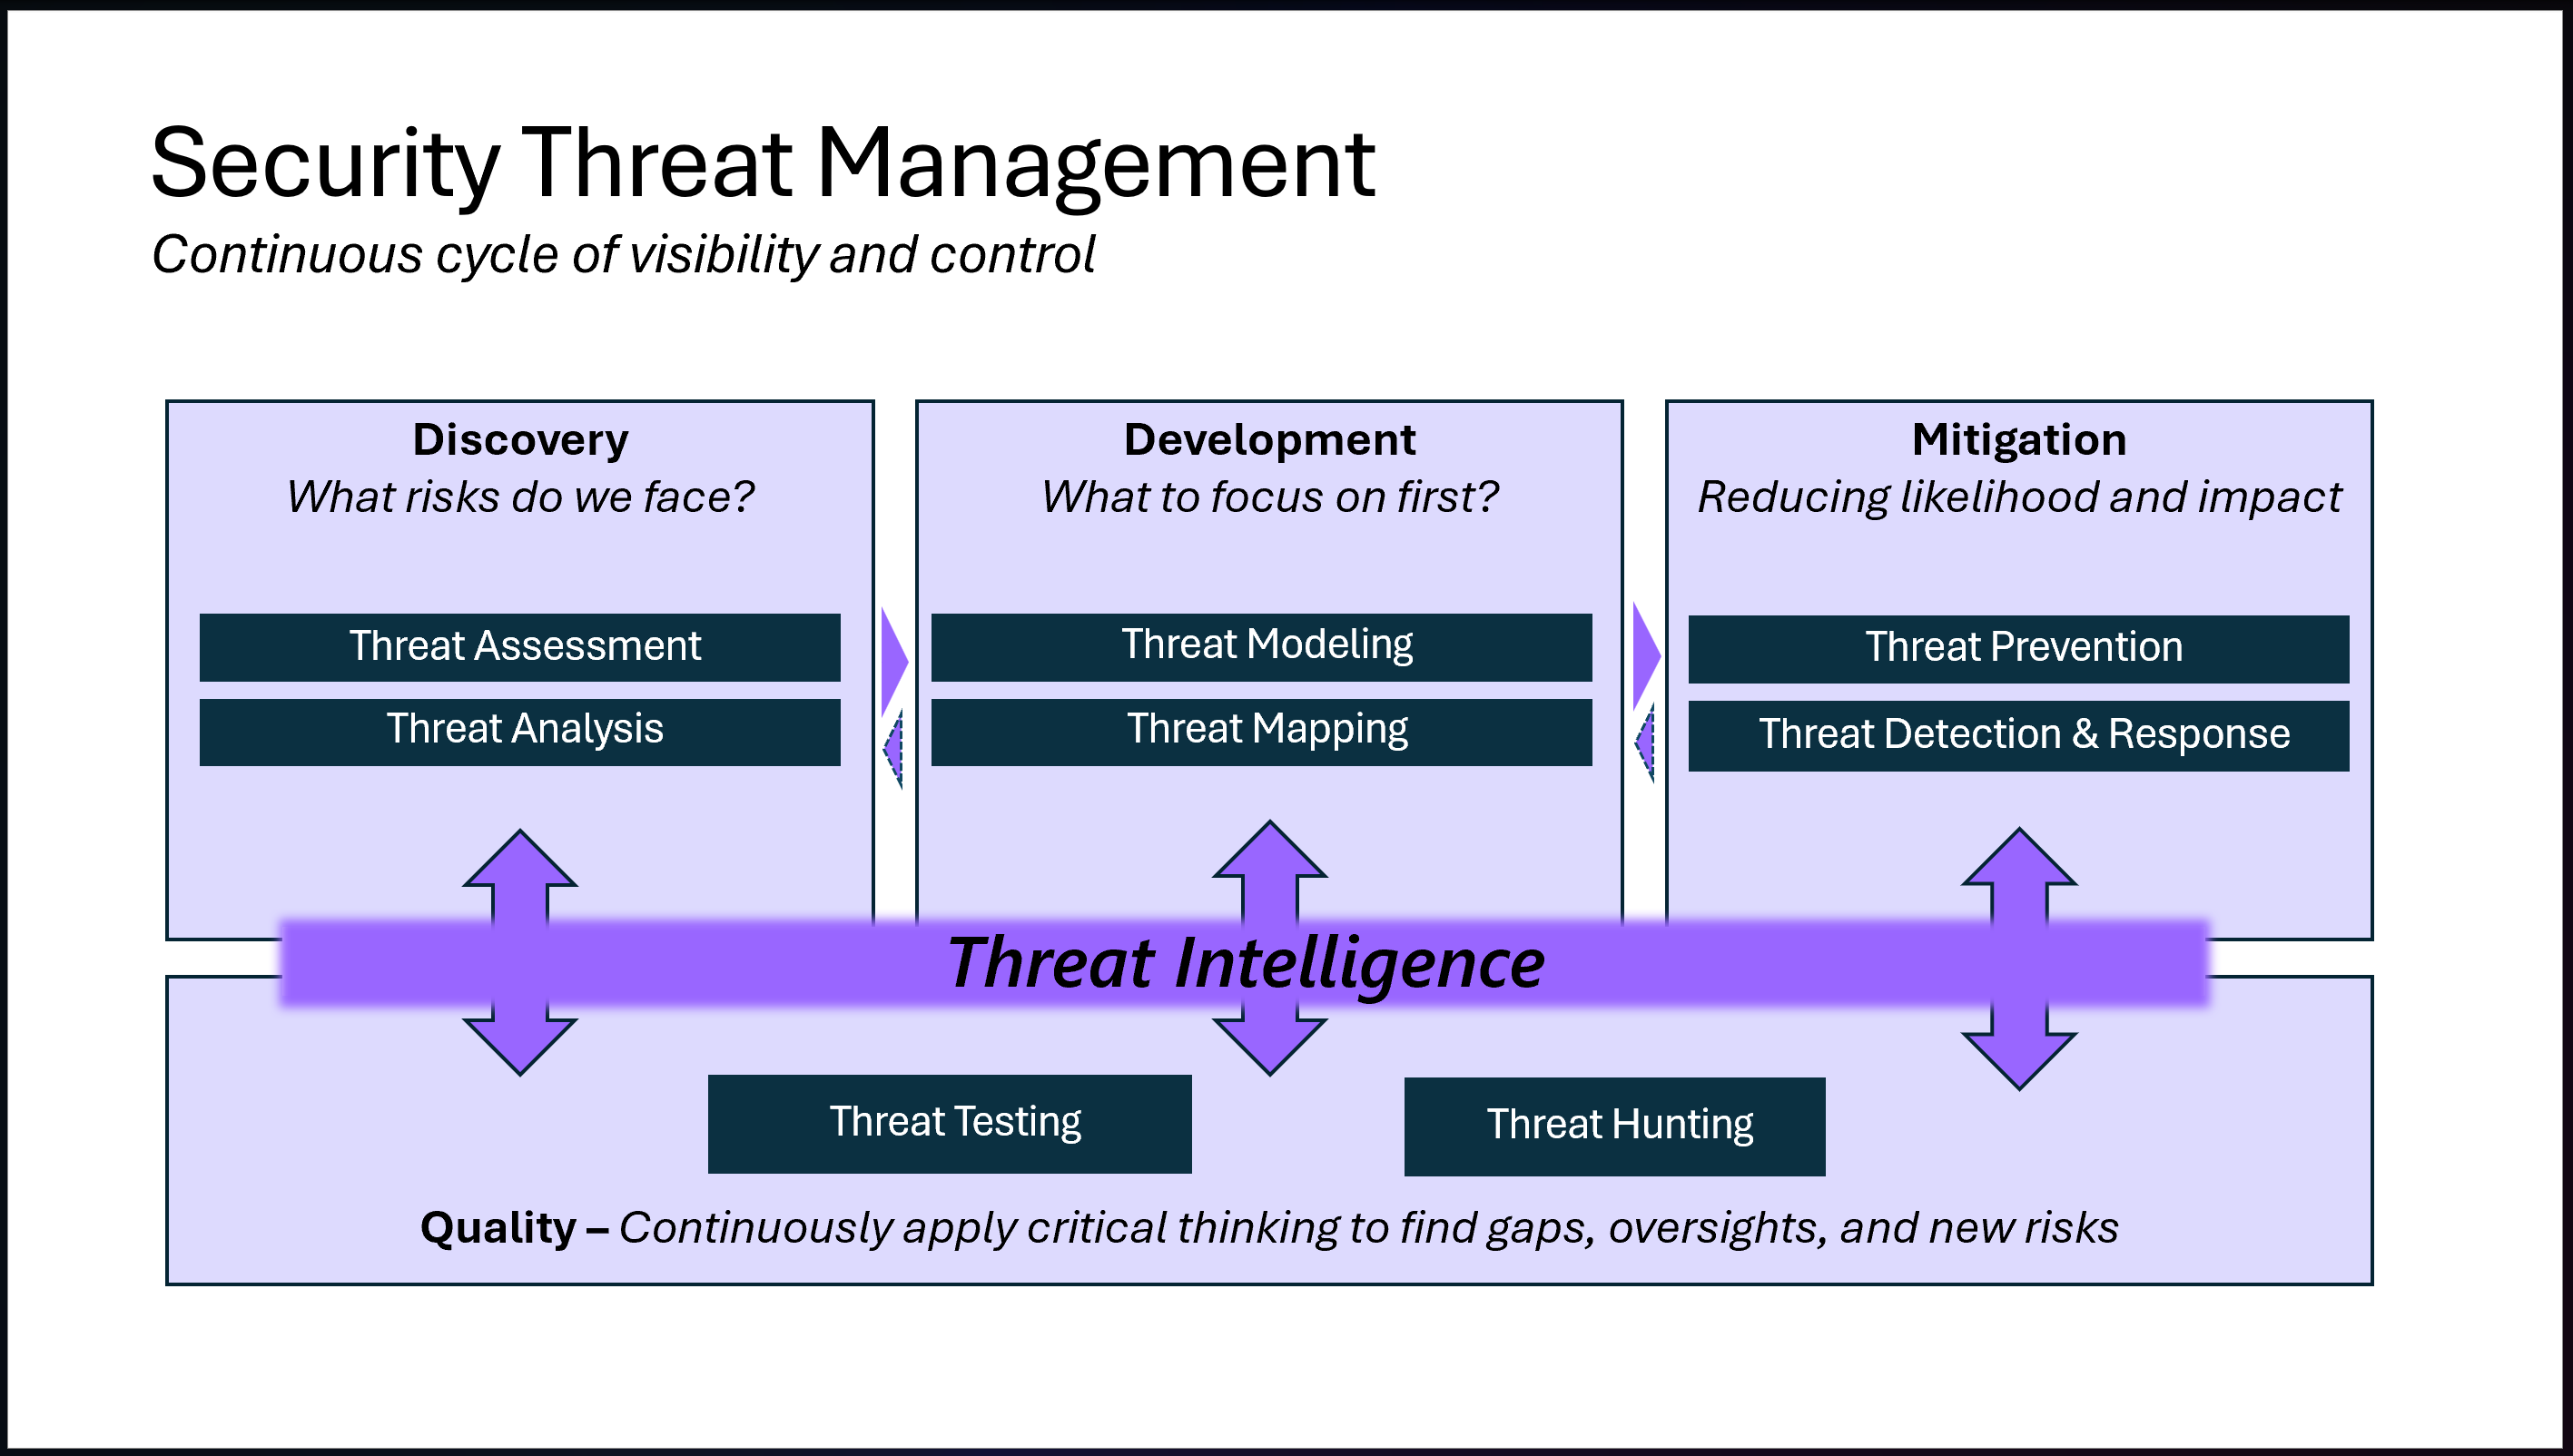 Security Threat Management
Continuous cycle of visibility and control
Discovery
What risks do we face?
Threat Assessment
Threat Analysis
Development
What to focus on first?
Threat Modeling
Threat Mapping
Mitigation
Reducing likelihood and impact
Threat Prevention
Threat Detection & Response
Threat Intelligence
Threat Testing
Threat Hunting
Quality – Continuously apply critical thinking to find gaps, oversights, and new risks